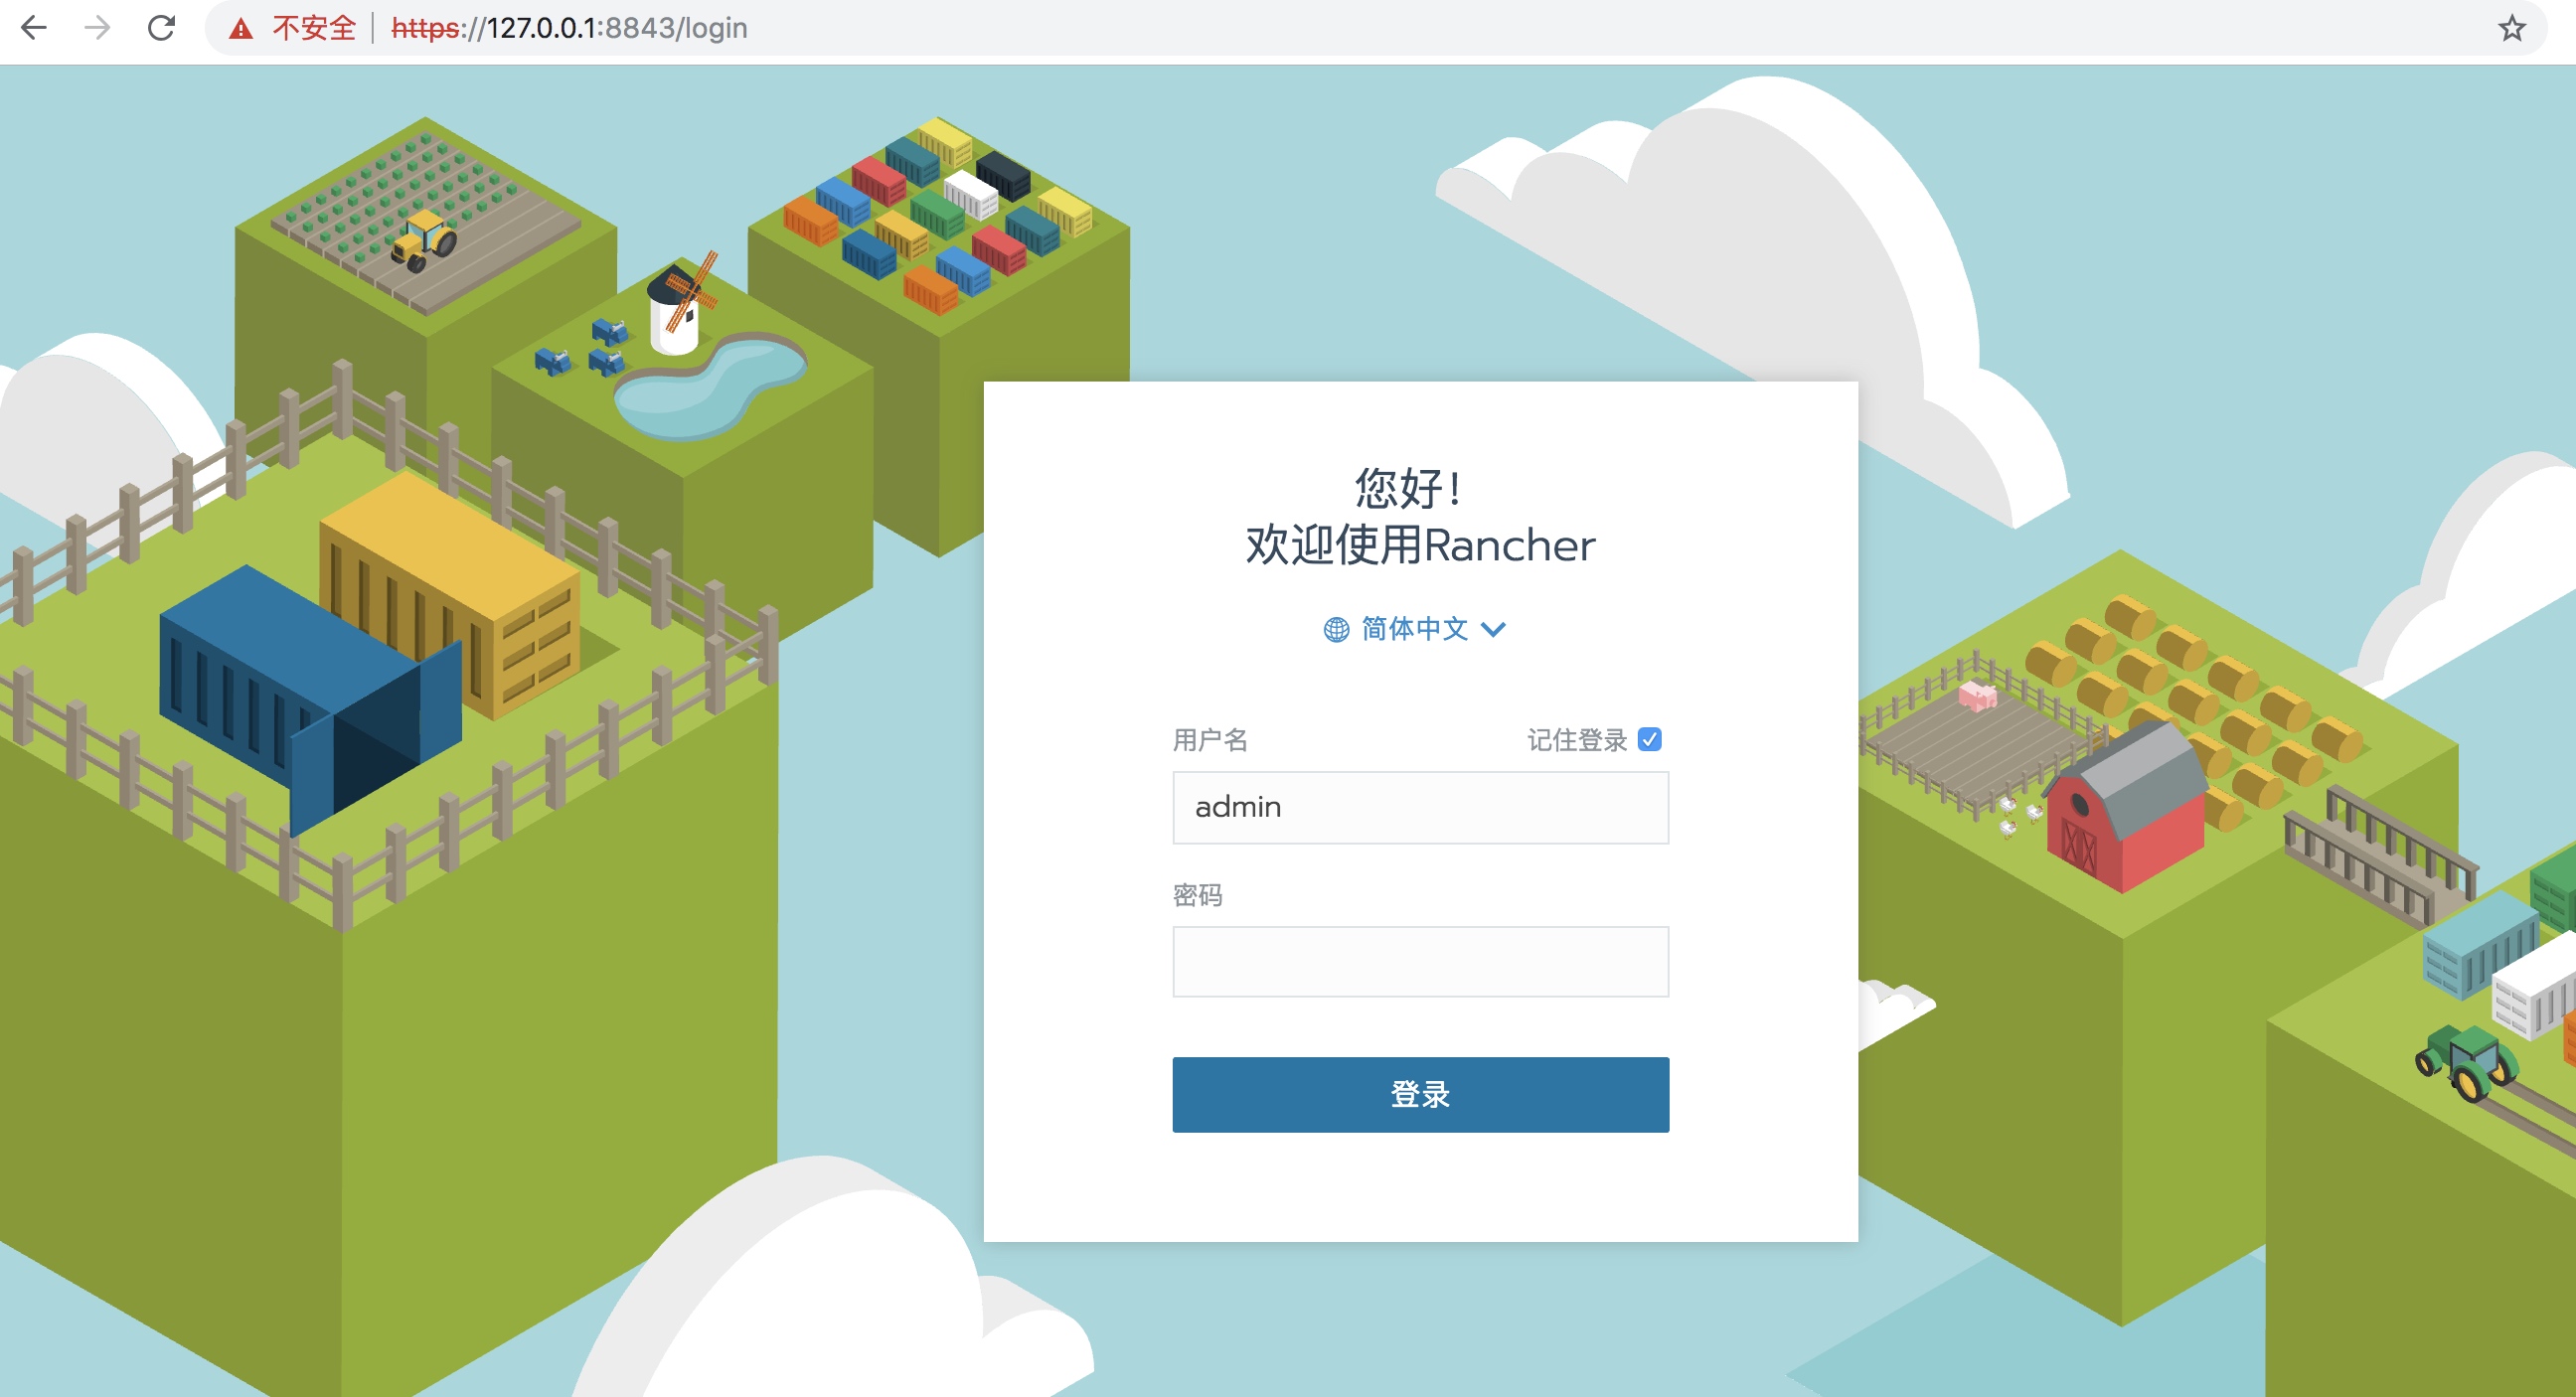 不安全 https://127.0.0.1:8843/login
您好！
欢迎使用Rancher
简体中文
用户名 记住登录
admin
密码
登录